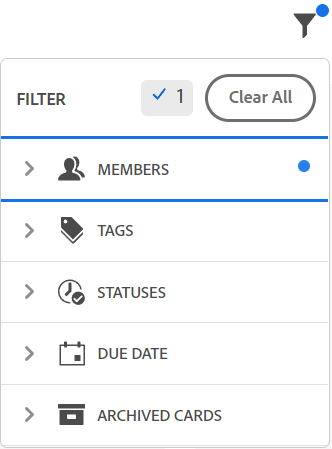 FILTER 1 Clear All
MEMBERS
TAGS
STATUSES
DUE DATE
ARCHIVED CARDS